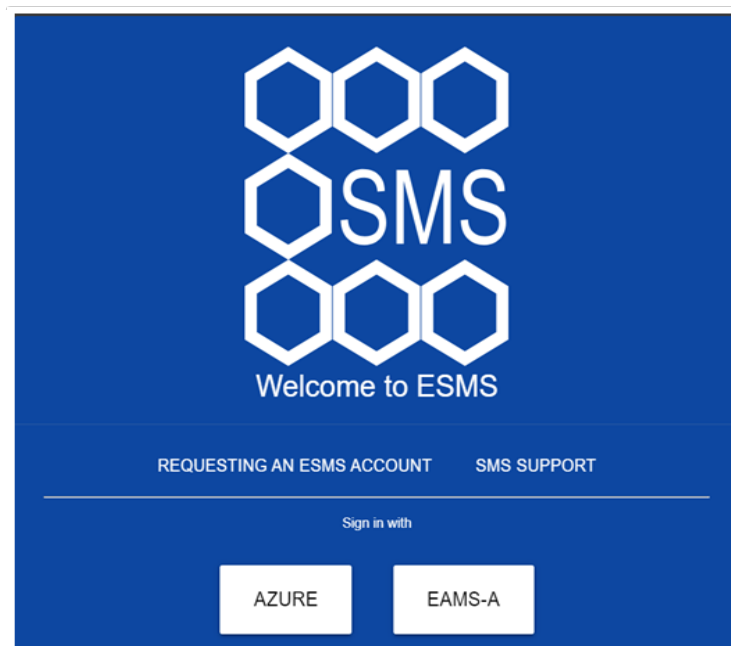 SMS
Welcome to ESMS
REQUESTING AN ESMS ACCOUNT SMS SUPPORT
Sign in with
AZURE EAMS-A